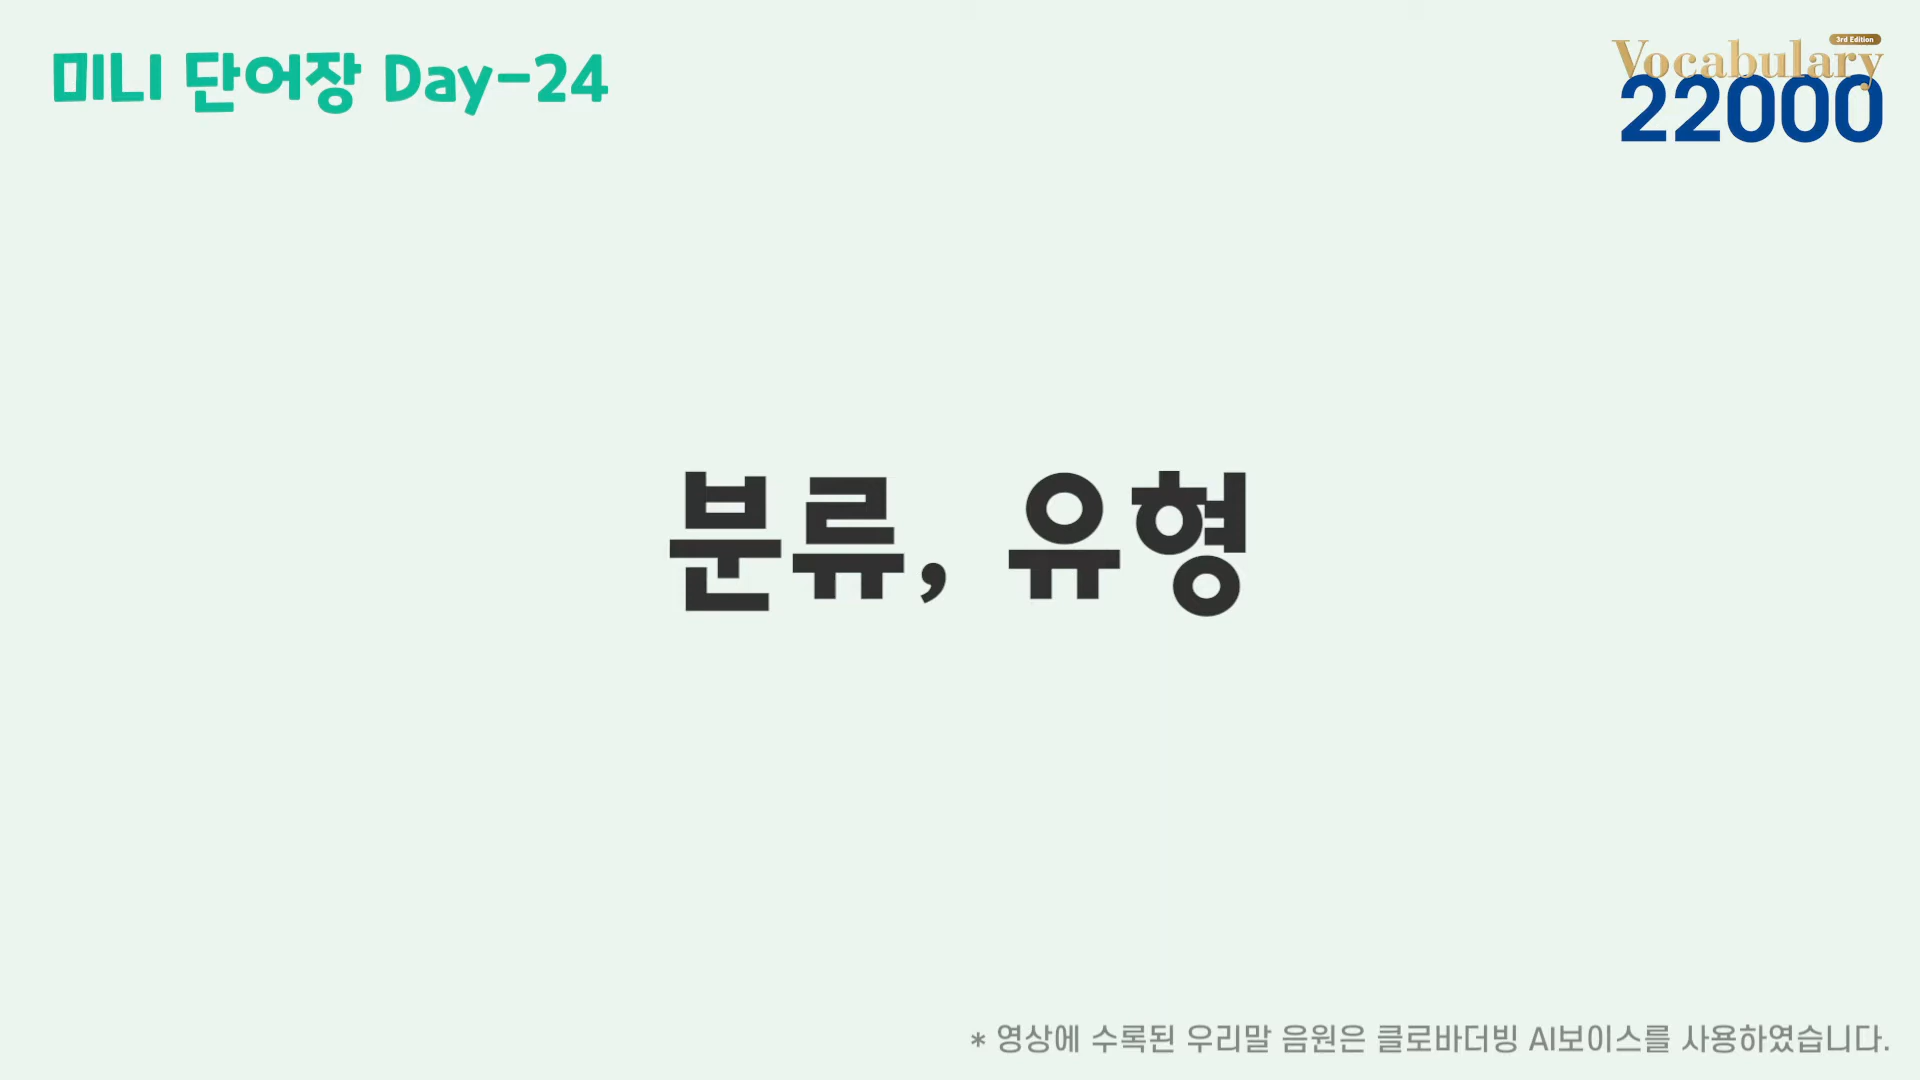 미니 단어장 Day-24
3rd Edition
Vocabulary
22000
분류, 유형
* 영상에 수록된 우리말 음원은 클로바더빙 AI보이스를 사용하였습니다.